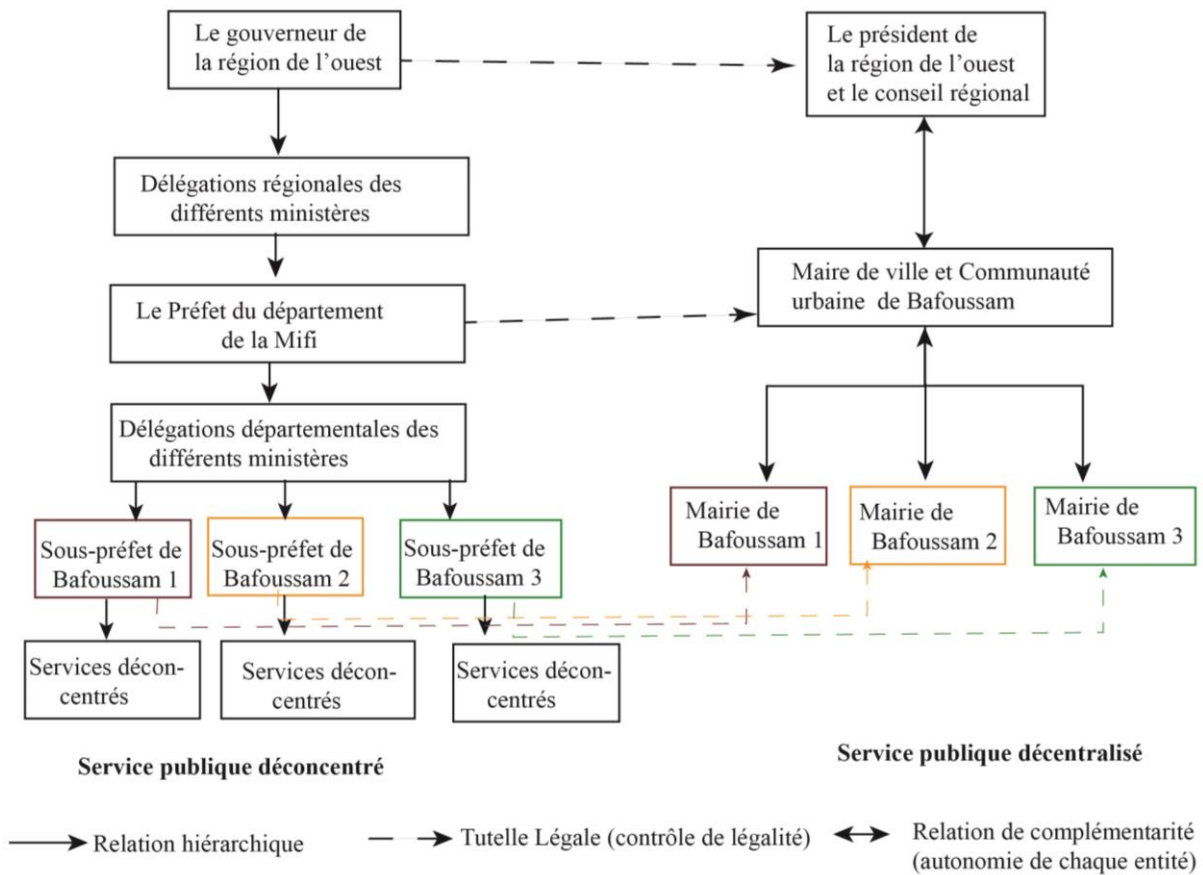 Le gouverneur de
la région de l'ouest
Le président de
la région de l'ouest
et le conseil régional
Délégations régionales des
différents ministères
Maire de ville et Communauté
urbaine de Bafoussam
Le Préfet du département
de la Mifi
Délégations départementales des
différents ministères
Sous-préfet de
Bafoussam 1
Sous-préfet de
Bafoussam 2
Sous-préfet de
Bafoussam 3
Mairie de
Bafoussam 1
Mairie de
Bafoussam 2
Mairie de
Bafoussam 3
Services décon-
centrés
Services décon-
centrés
Services décon-
centrés
Service publique déconcentré
Service publique décentralisé
Relation hiérarchique
Tutelle Légale (contrôle de légalité)
Relation de complémentarité
(autonomie de chaque entité)